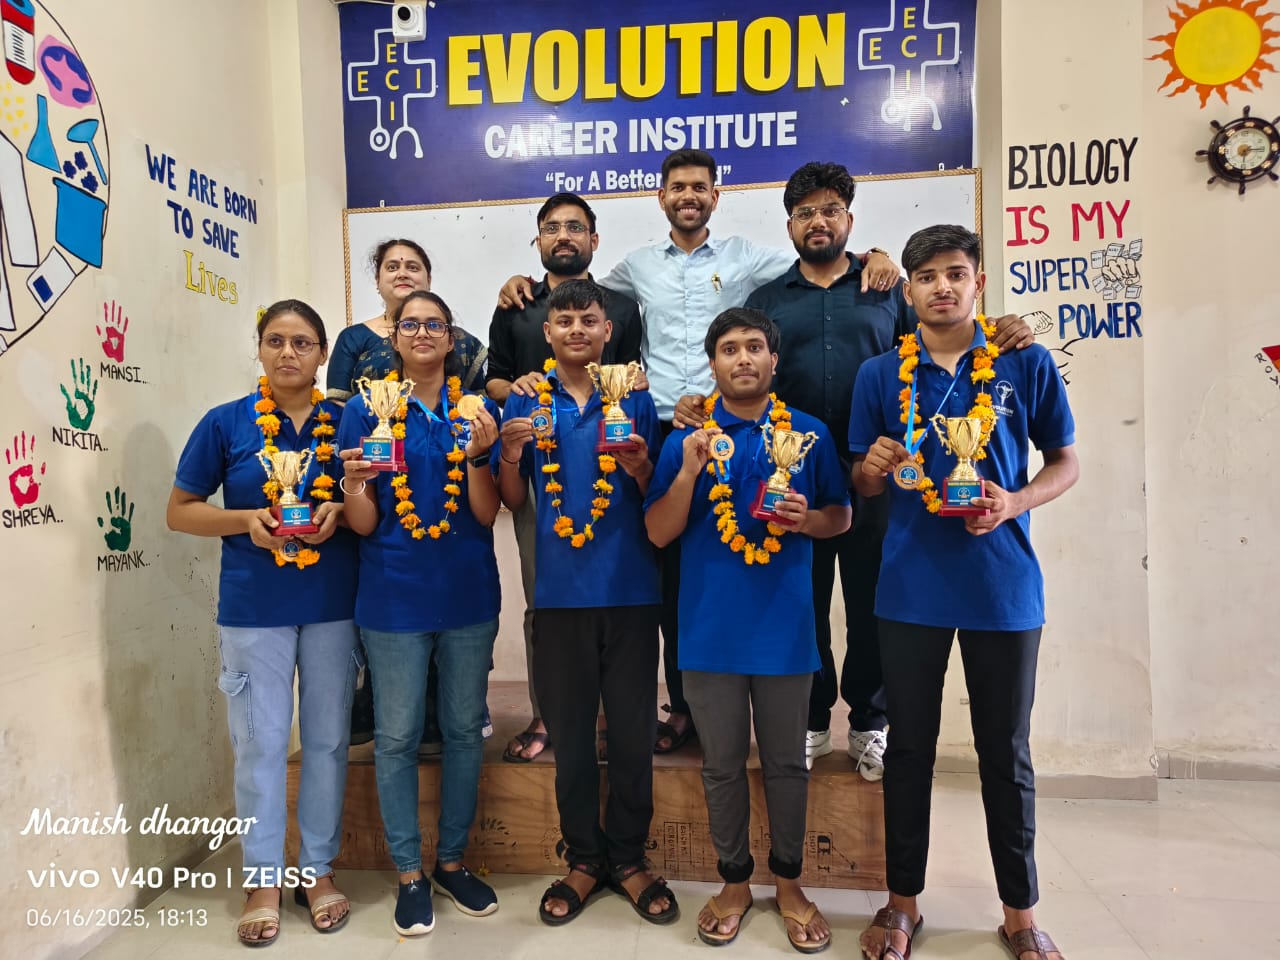 E
ECI
I
EVOLUTION
E
ECI
I
CAREER INSTITUTE
"For A Better
WE ARE BORN
TO SAVE
Lives
BIOLOGY
IS MY
SUPER
POWER
MANSI..
NIKITA..
SHREYA..
MAYANK..
Manish dhangar
vivo V40 Pro | ZEISS
06/16/2025, 18:13